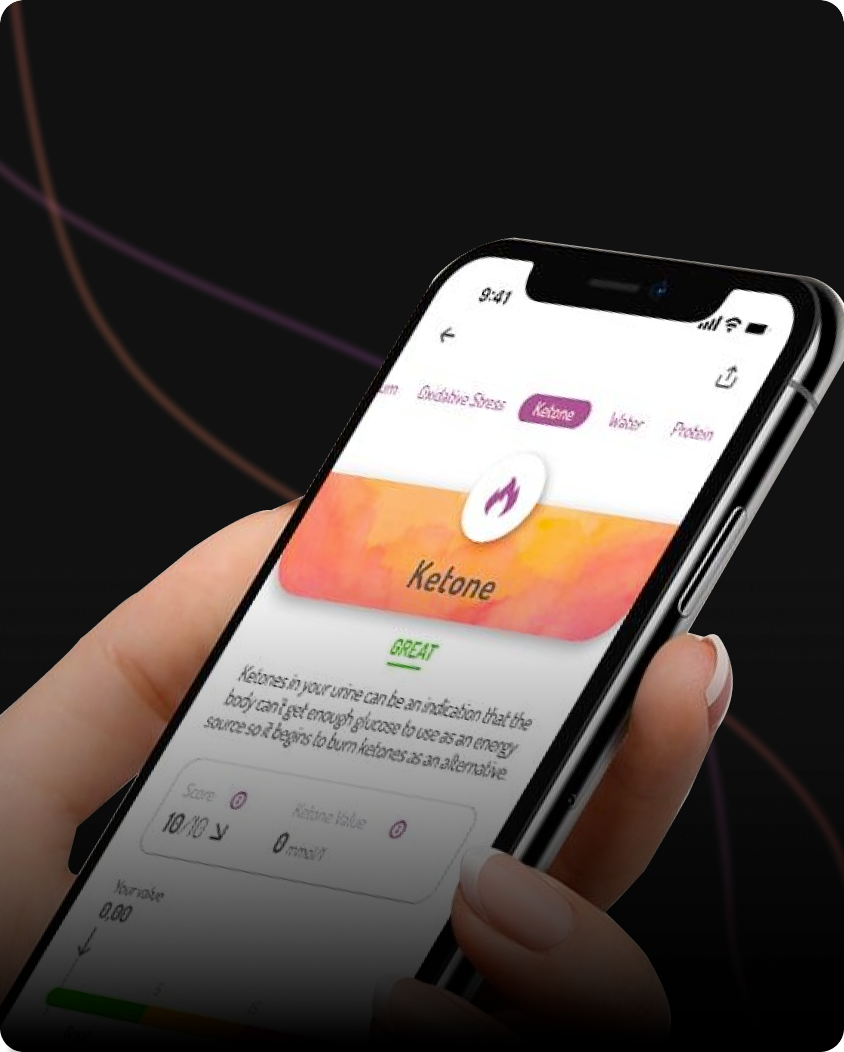 9:41
um Oxidative Stress Ketone Water Protein
Ketone
GREAT
Ketones in your urine can be an indication that the
body can't get enough glucose to use as an energy
source so it begins to burn ketones as an alternative.
Score Ketone Value
10/10 0 mmol/l
Your value
0,00